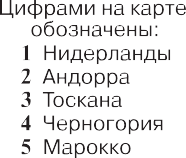 Цифрами на карте
обозначены:
1 Нидерланды
2 Андорра
3 Тоскана
4 Черногория
5 Марокко